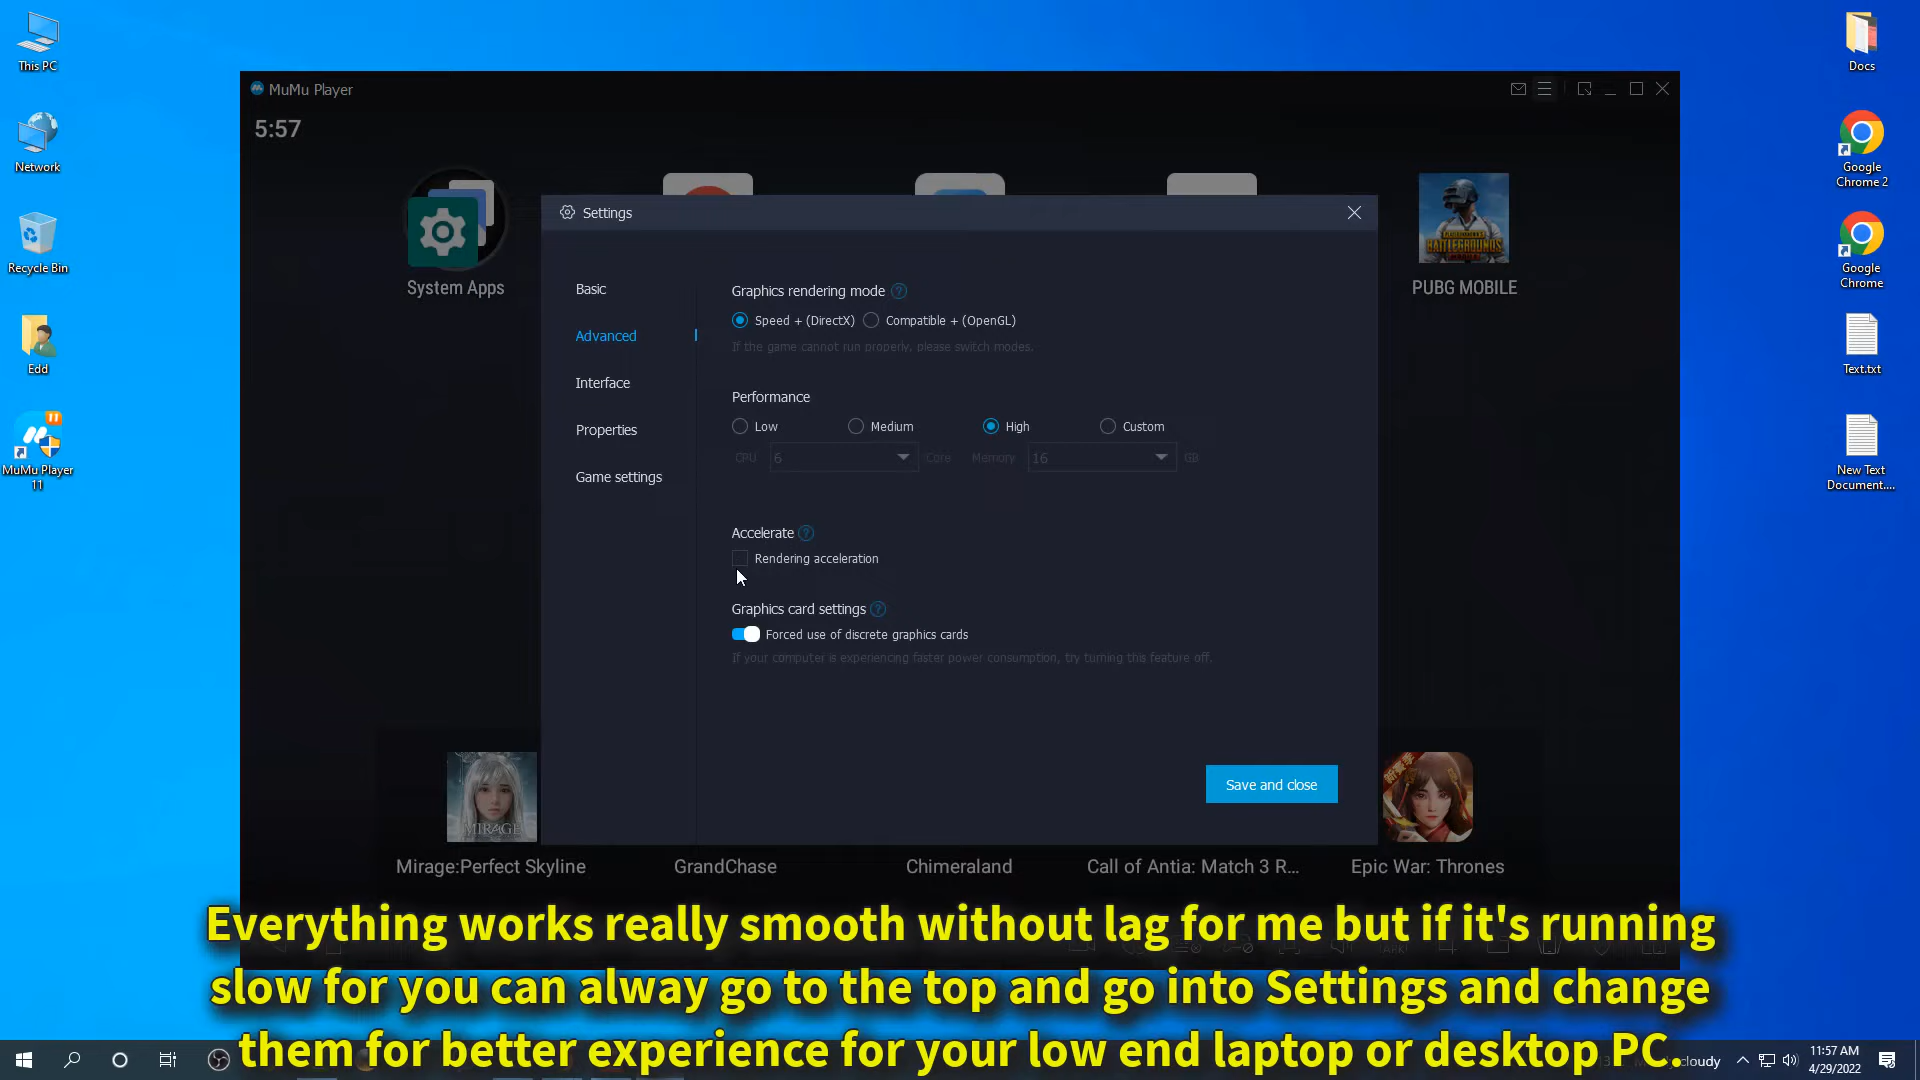 This PC
Network
Recycle Bin
Edd
MuMu Player
11
MuMu Player
5:57
System Apps
PUBG MOBILE
Settings
Basic
Advanced
Interface
Properties
Game settings
Graphics rendering mode ?
Speed + (DirectX) Compatible + (OpenGL)
If the game cannot run properly, please switch modes.
Performance
Low Medium High Custom
CPU 6 Core Memory 16 GB
Accelerate ?
Rendering acceleration
Graphics card settings ?
Forced use of discrete graphics cards
If your computer is experiencing faster power consumption, try turning this feature off.
Save and close
MIRAGE
Mirage:Perfect Skyline GrandChase Chimeraland Call of Antia: Match 3 R... Epic War: Thrones
Docs
Google
Chrome 2
Google
Chrome
Text.txt
New Text
Document....
Everything works really smooth without lag for me but if it's running
slow for you can alway go to the top and go into Settings and change
them for better experience for your low end laptop or desktop PC.
cloudy
11:57 AM
4/29/2022